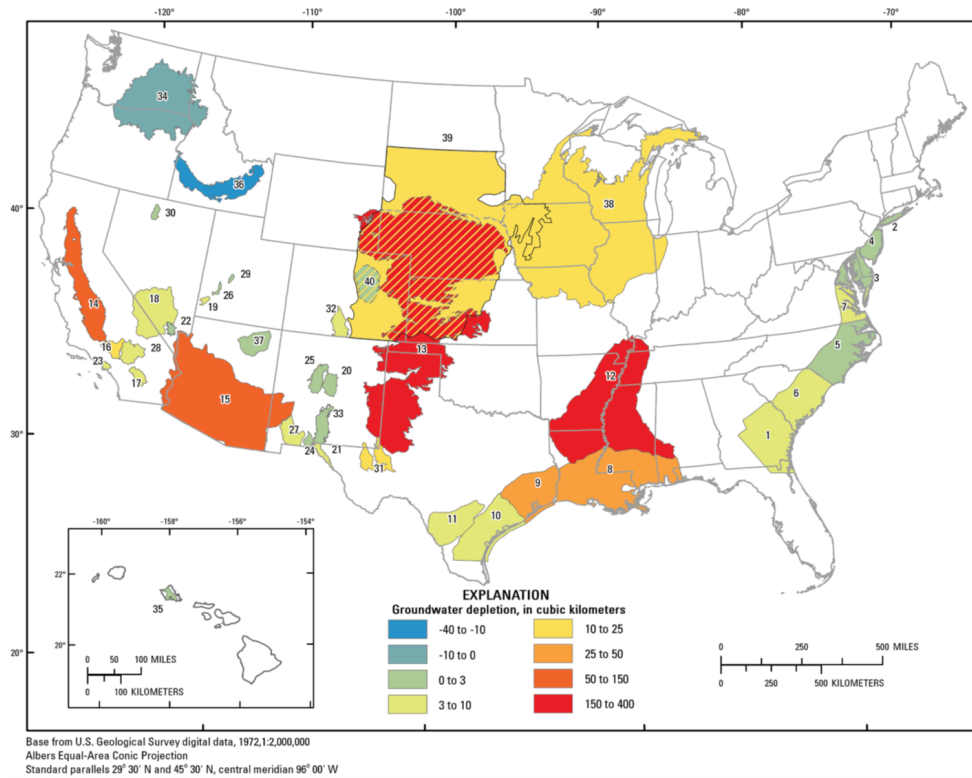 -120° -110° -100° -90° -80° -70°
34
39
36
38
40°
30
2
4
3
29
40
14
18
26
19
7
32
22
5
37
16
28
13
23
25
12
20
17
6
15
33
27
1
24
21
30°
31
8
9
11
10
-160° -158° -156° -154°
22°
35
20°
0 50 100 MILES
0 100 KILOMETERS
EXPLANATION
Groundwater depletion, in cubic kilometers
-40 to -10
-10 to 0
0 to 3
3 to 10
10 to 25
25 to 50
50 to 150
150 to 400
0 250 500 MILES
0 250 500 KILOMETERS
20°
Base from U.S. Geological Survey digital data, 1972,1:2,000,000
Albers Equal-Area Conic Projection
Standard parallels 29° 30' N and 45° 30' N, central meridian 96° 00' W